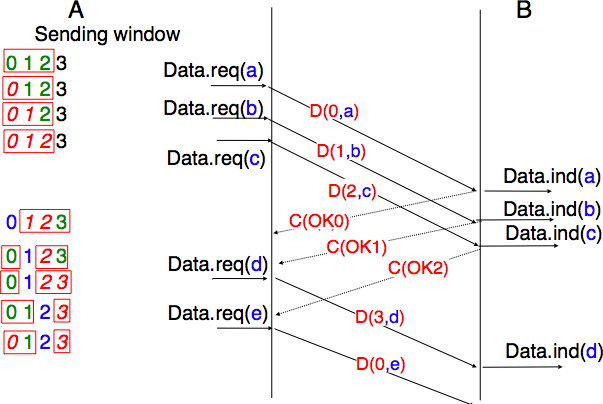 A
B
Sending window
0 1 2 3
Data.req(a)
0 1 2 3
Data.req(b)
D(0,a)
0 1 2 3
0 1 2 3
Data.req(c)
D(1,b)
D(2,c)
Data.ind(a)
Data.ind(b)
0 1 2 3
C(OK0)
Data.ind(c)
C(OK1)
0 1 2 3
Data.req(d)
C(OK2)
0 1 2 3
0 1 2 3
Data.req(e)
D(3,d)
0 1 2 3
Data.ind(d)
D(0,e)